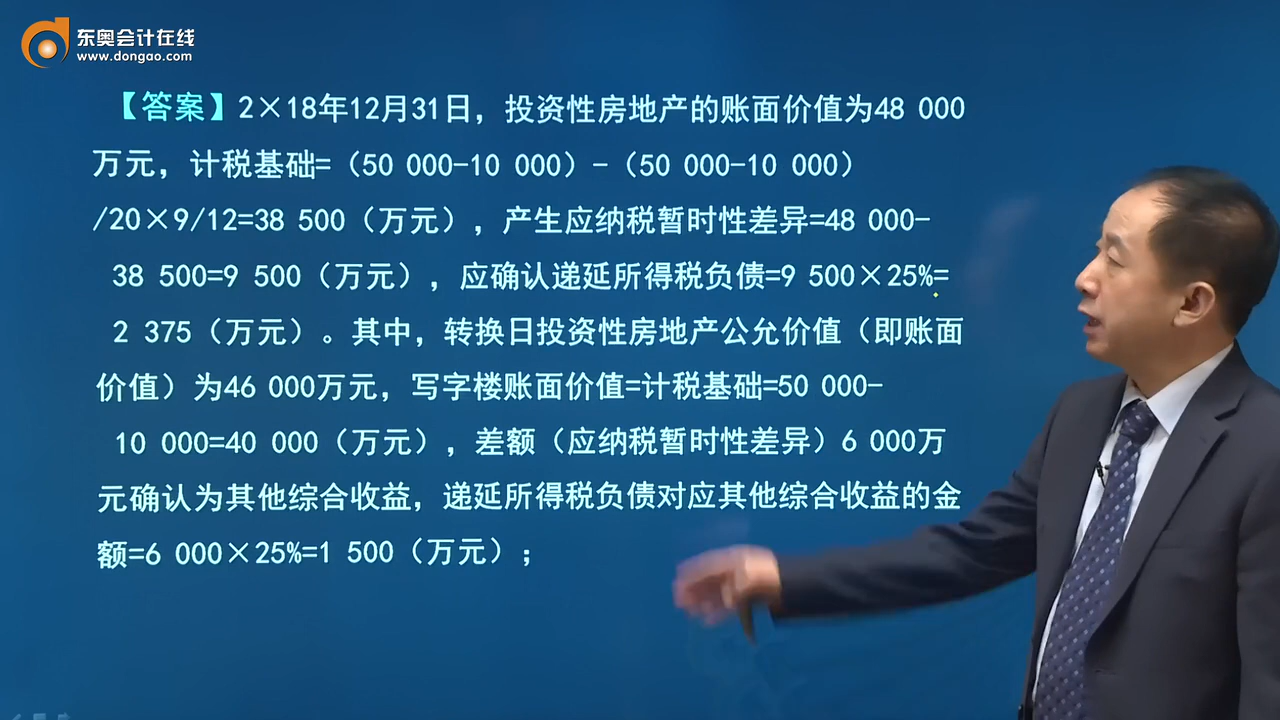 东奥会计在线
www.dongao.com
【答案】2×18年12月31日，投资性房地产的账面价值为48 000
万元，计税基础=（50 000-10 000）-（50 000-10 000）
/20×9/12=38 500（万元），产生应纳税暂时性差异=48 000-
38 500=9 500（万元），应确认递延所得税负债=9 500×25%=
2 375（万元）。其中，转换日投资性房地产公允价值（即账面
价值）为46 000万元，写字楼账面价值=计税基础=50 000-
10 000=40 000（万元），差额（应纳税暂时性差异）6 000万
元确认为其他综合收益，递延所得税负债对应其他综合收益的金
额=6 000×25%=1 500（万元）；